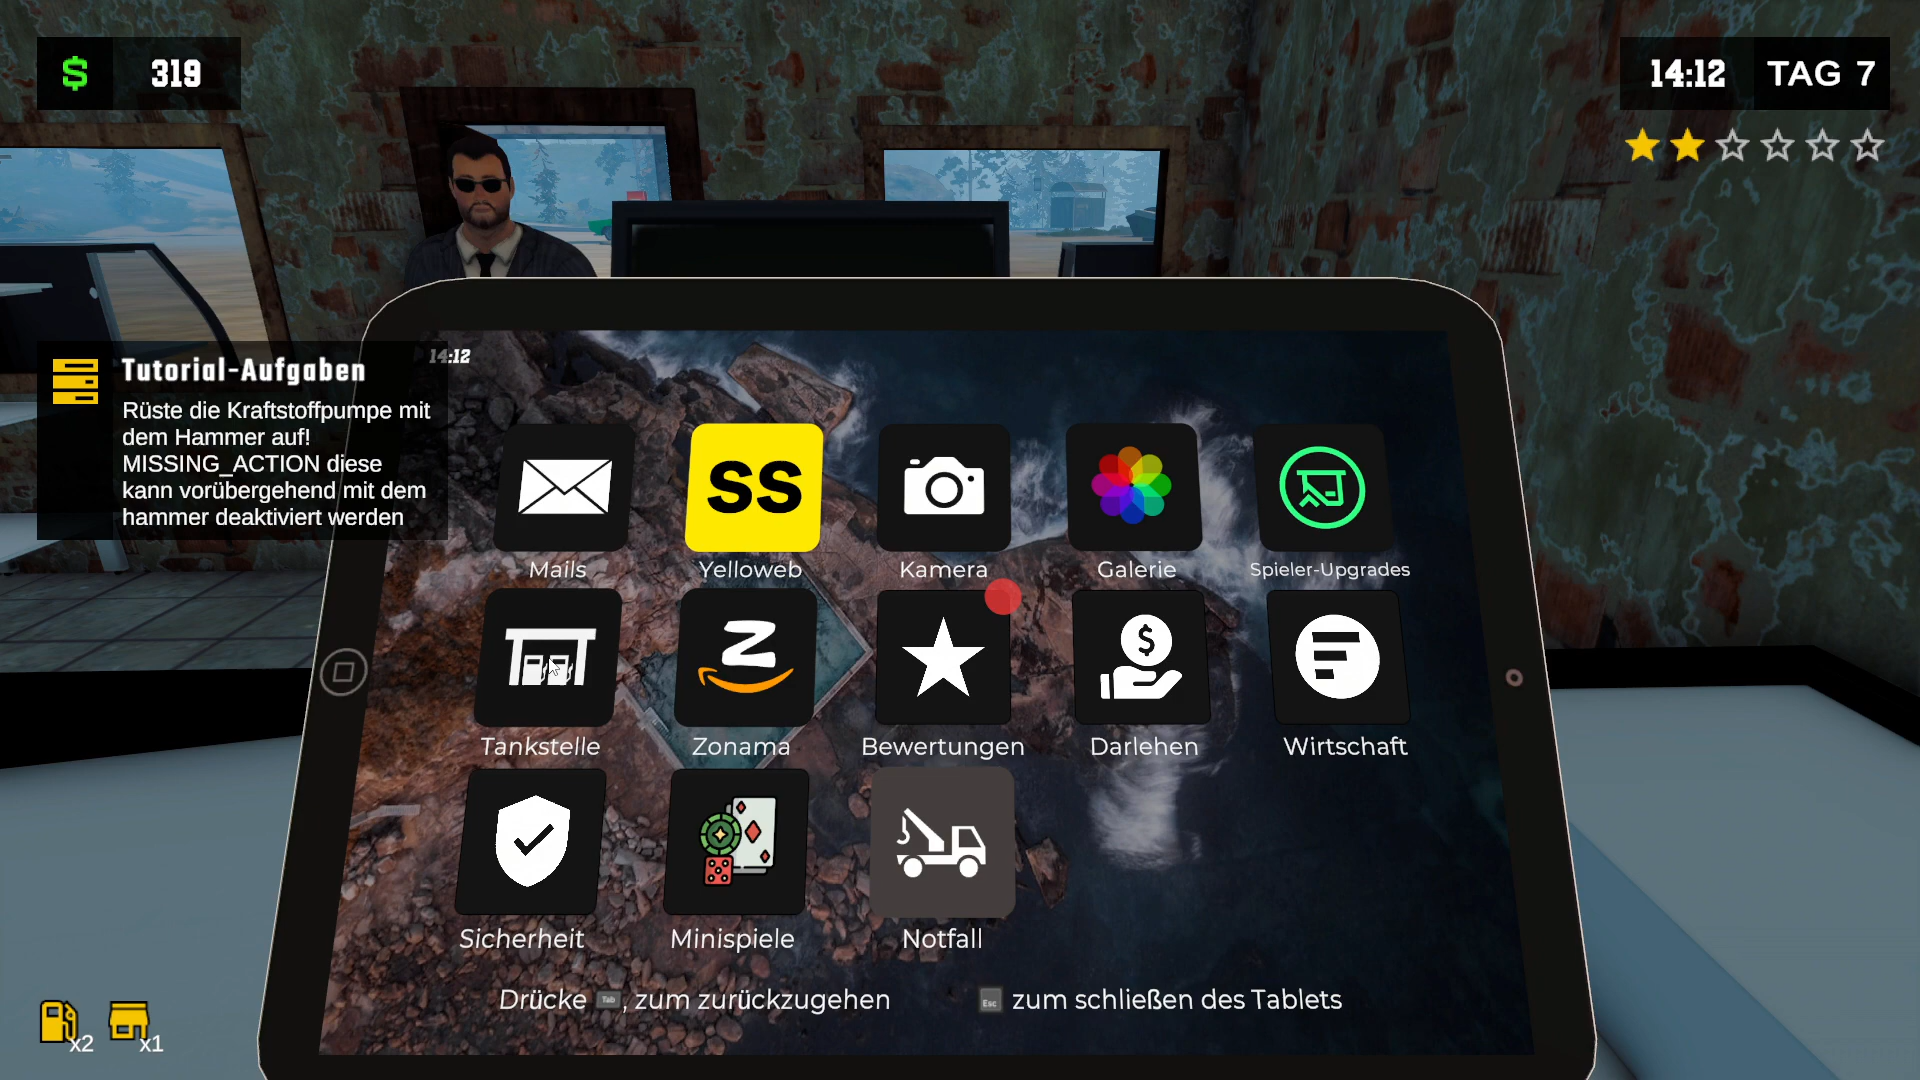 $ 319
14:12 TAG 7
14:12
Tutorial-Aufgaben
Rüste die Kraftstoffpumpe mit
dem Hammer auf!
MISSING_ACTION diese
kann vorübergehend mit dem
hammer deaktiviert werden
SS
Mails
Yelloweb
Kamera
Galerie
Spieler-Upgrades
Z
$
Tankstelle
Zonama
Bewertungen
Darlehen
Wirtschaft
Sicherheit
Minispiele
Notfall
Drücke Tab, zum zurückzugehen
Esc zum schließen des Tablets
x2
x1